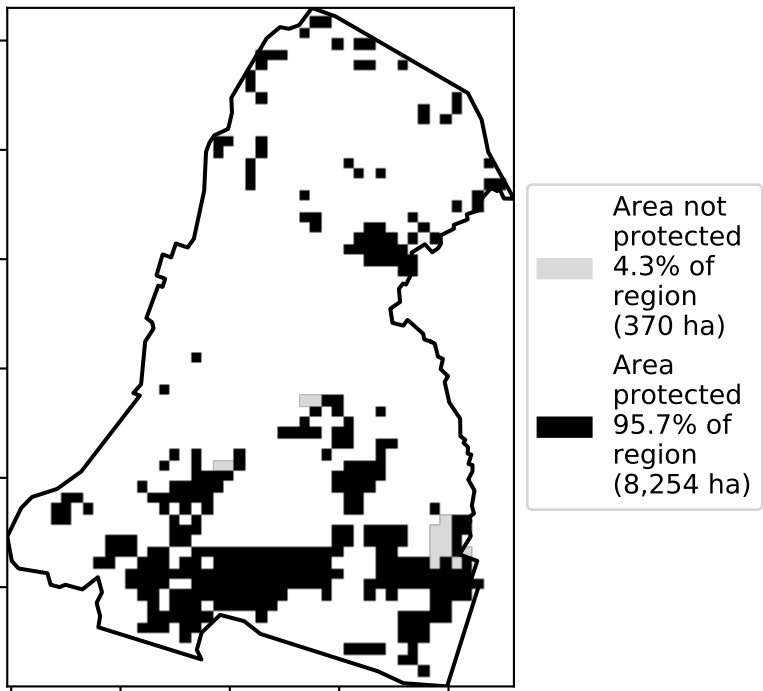 Area not
protected
4.3% of
region
(370 ha)
Area
protected
95.7% of
region
(8,254 ha)